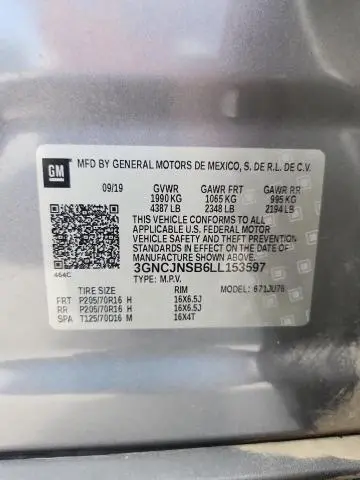 GM
MFD BY GENERAL MOTORS DE MEXICO, S. DE R.L. DE C.V.
09/19 GVWR GAWR FRT GAWR RR
1990 KG 1065 KG 995 KG
4387 LB 2348 LB 2194 LB
THIS VEHICLE CONFORMS TO ALL
APPLICABLE U.S. FEDERAL MOTOR
VEHICLE SAFETY, BUMPER, AND THEFT
PREVENTION STANDARDS IN EFFECT ON THE DATE
OF MANUFACTURE SHOWN ABOVE.
3GNCJNSB6LL153597
464C TYPE: M.P.V. MODEL: 671JU76
TIRE SIZE RIM
FRT P205/70R16 H 16X6.5J
RR P205/70R16 H 16X6.5J
SPA T125/70D16 M 16X4T